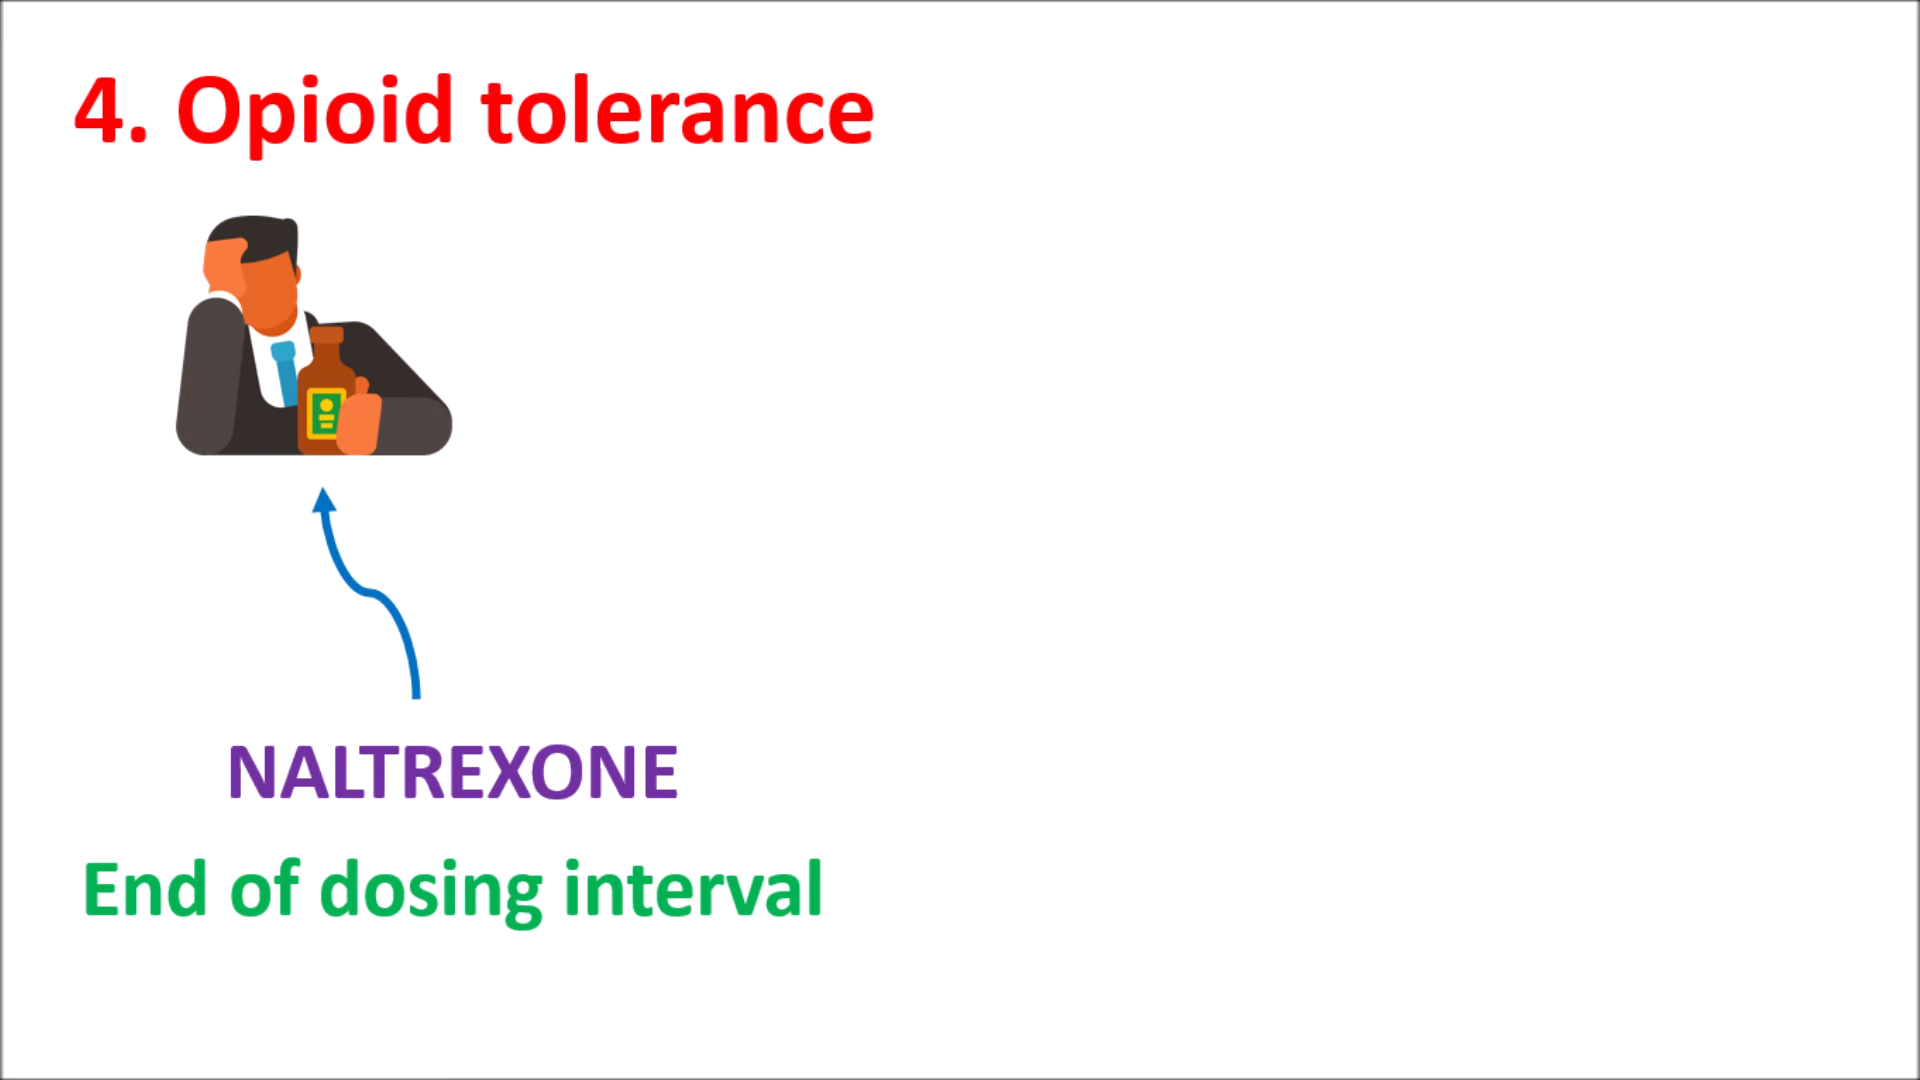 4. Opioid tolerance
NALTREXONE
End of dosing interval